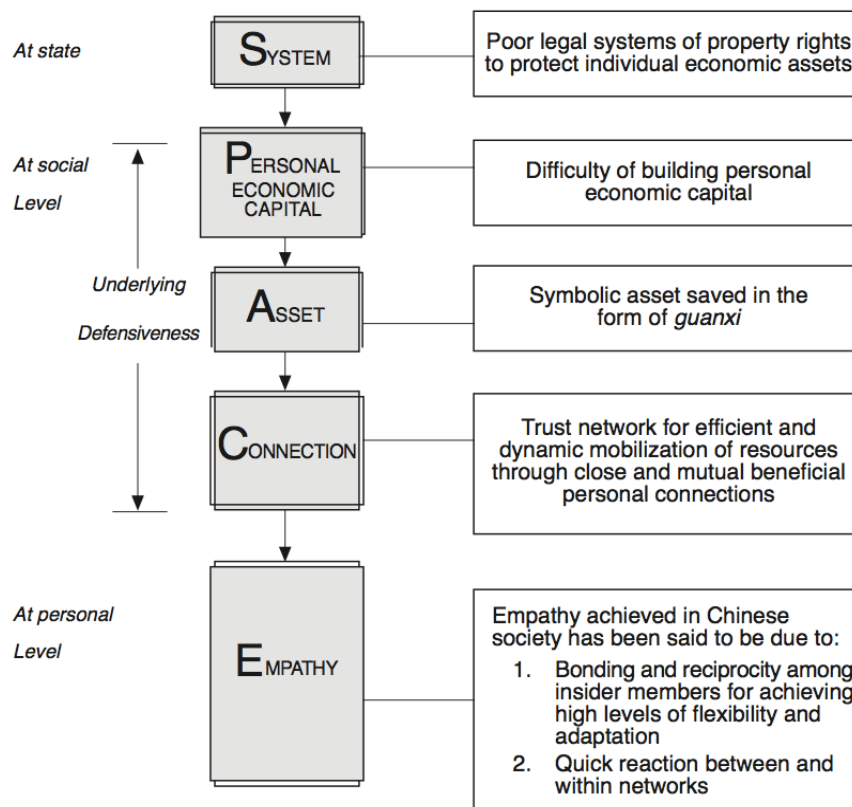 At state
SYSTEM
Poor legal systems of property rights
to protect individual economic assets
At social
Level
PERSONAL
ECONOMIC
CAPITAL
Difficulty of building personal
economic capital
Underlying
Defensiveness
ASSET
Symbolic asset saved in the
form of guanxi
CONNECTION
Trust network for efficient and
dynamic mobilization of resources
through close and mutual beneficial
personal connections
At personal
Level
EMPATHY
Empathy achieved in Chinese
society has been said to be due to:
1. Bonding and reciprocity among
insider members for achieving
high levels of flexibility and
adaptation
2. Quick reaction between and
within networks